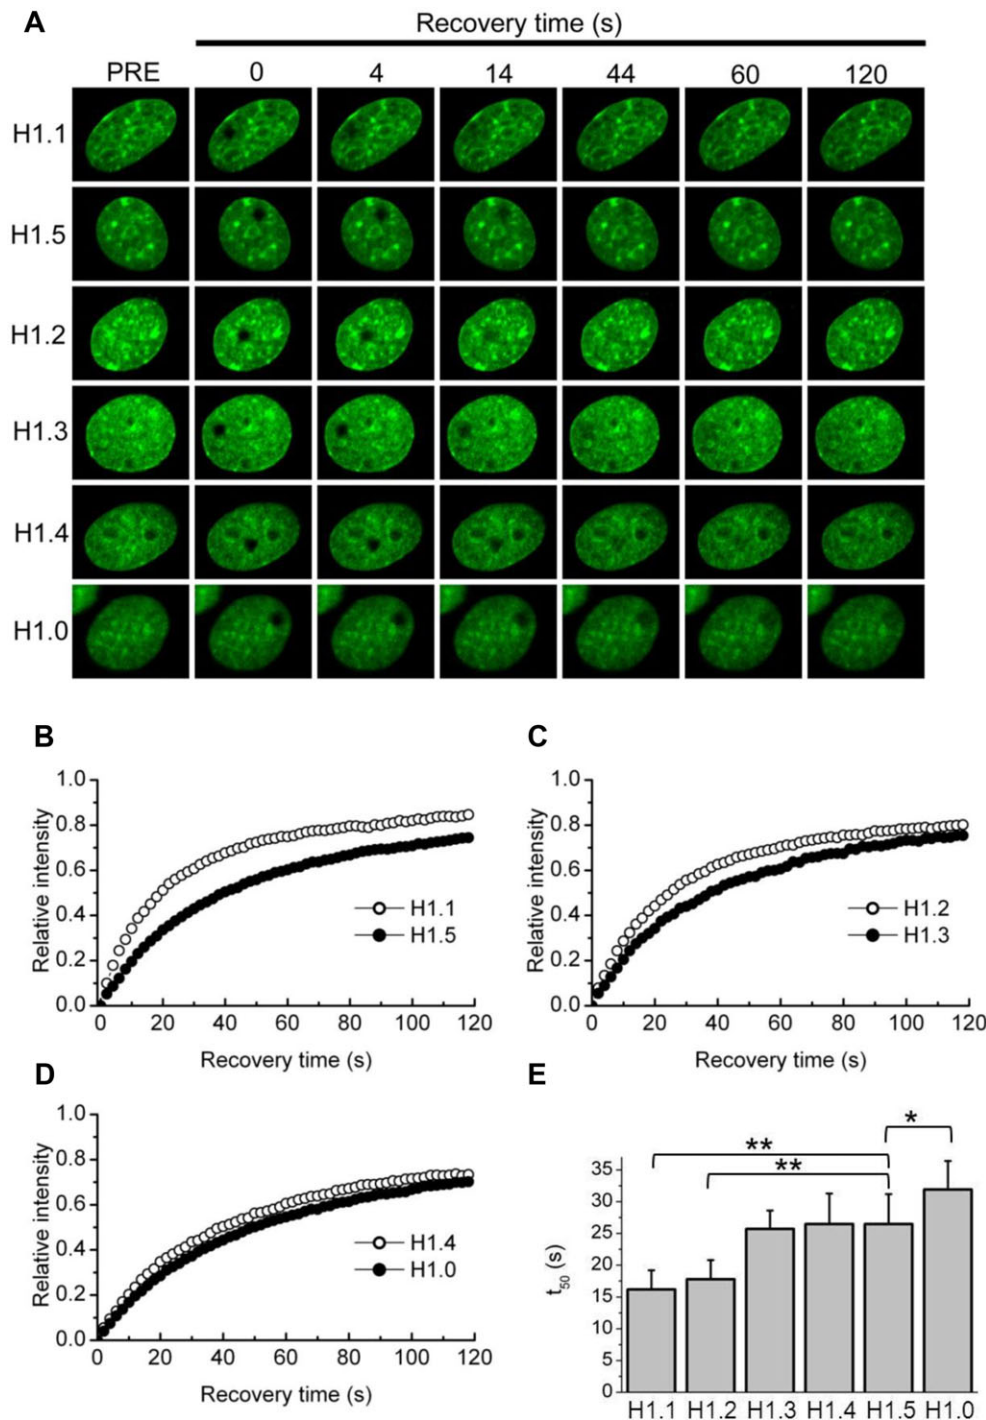 A
Recovery time (s)
PRE 0 4 14 44 60 120
H1.1
H1.5
H1.2
H1.3
H1.4
H1.0
B
1.0
0.8
0.6
0.4
0.2
0.0
Relative intensity
H1.1
H1.5
0 20 40 60 80 100 120
Recovery time (s)
C
1.0
0.8
0.6
0.4
0.2
0.0
Relative intensity
H1.2
H1.3
0 20 40 60 80 100 120
Recovery time (s)
D
1.0
0.8
0.6
0.4
0.2
0.0
Relative intensity
H1.4
H1.0
0 20 40 60 80 100 120
Recovery time (s)
E
*
**
**
35
30
25
20
15
10
5
0
t50 (s)
H1.1 H1.2 H1.3 H1.4 H1.5 H1.0